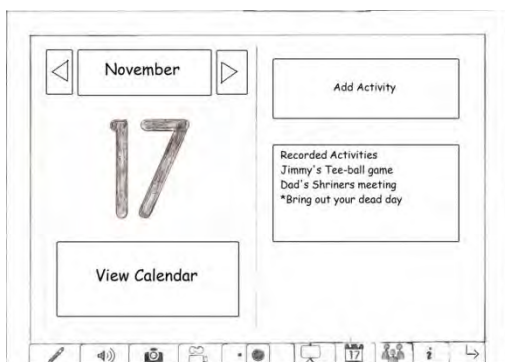 November
17
View Calendar
Add Activity
Recorded Activities
Jimmy's Tee-ball game
Dad's Shriners meeting
*Bring out your dead day
17
i